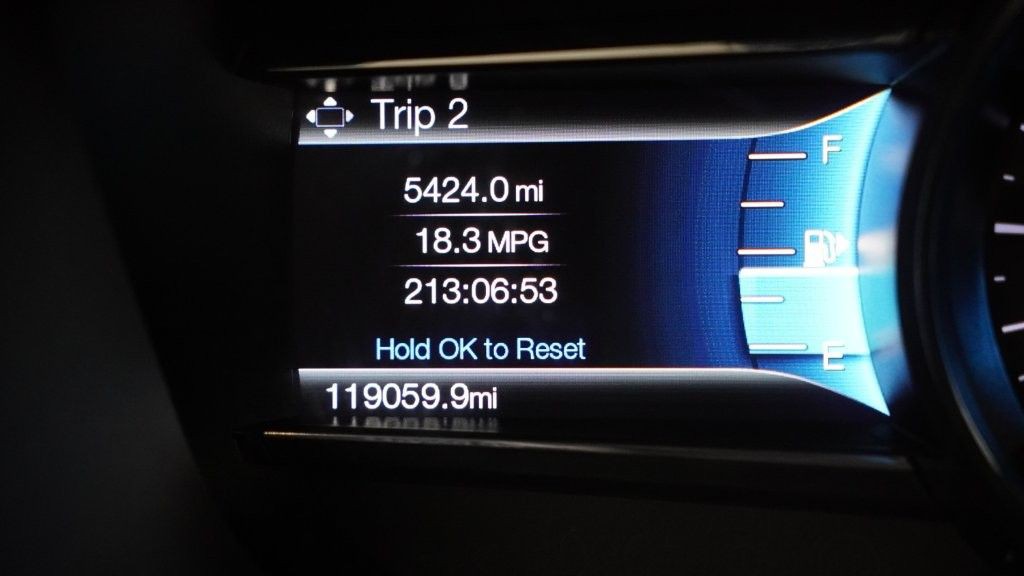 Trip 2
F
5424.0 mi
18.3 MPG
213:06:53
Hold OK to Reset
E
119059.9mi